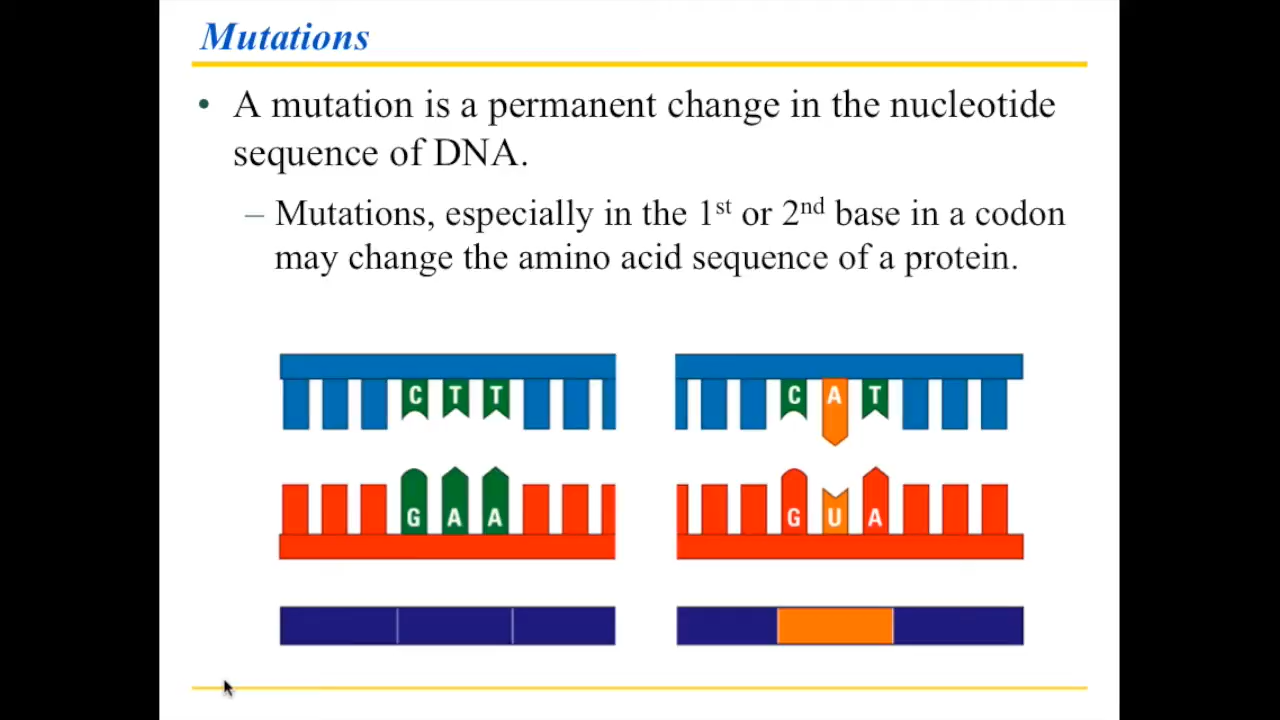 Mutations
• A mutation is a permanent change in the nucleotide
sequence of DNA.
– Mutations, especially in the 1st or 2nd base in a codon
may change the amino acid sequence of a protein.
C T T
G A A
C A T
G U A